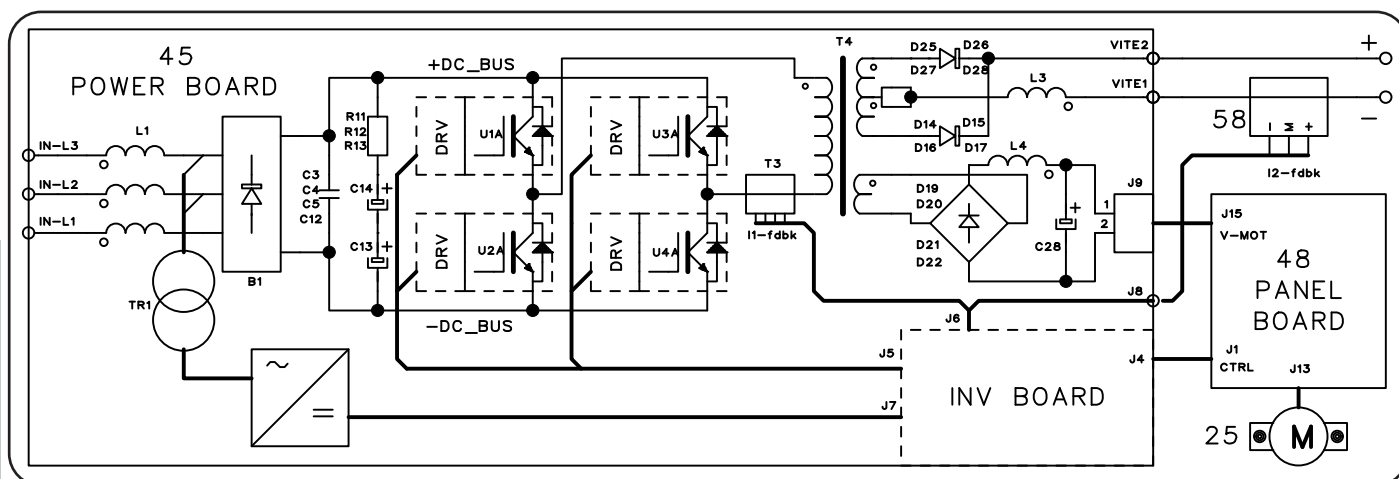 45
POWER BOARD
IN-L3
IN-L2
IN-L1
L1
TR1
B1
C3
C4
C5
C12
R11
R12
R13
C14
+
C13
+
+DC_BUS
-DC_BUS
DRV
U1A
DRV
U2A
DRV
U3A
DRV
U4A
T3
I1-fdbk
T4
D25 D26
D27 D28
D14 D15
D16 D17
D19
D20
D21
D22
L4
+
C28
L3
VITE2
VITE1
+
-
58
- M +
I2-fdbk
J9
1
2
J8
J6
J5
J7
J4
INV BOARD
J15
V-MOT
48
PANEL
BOARD
J1
CTRL
J13
25
M